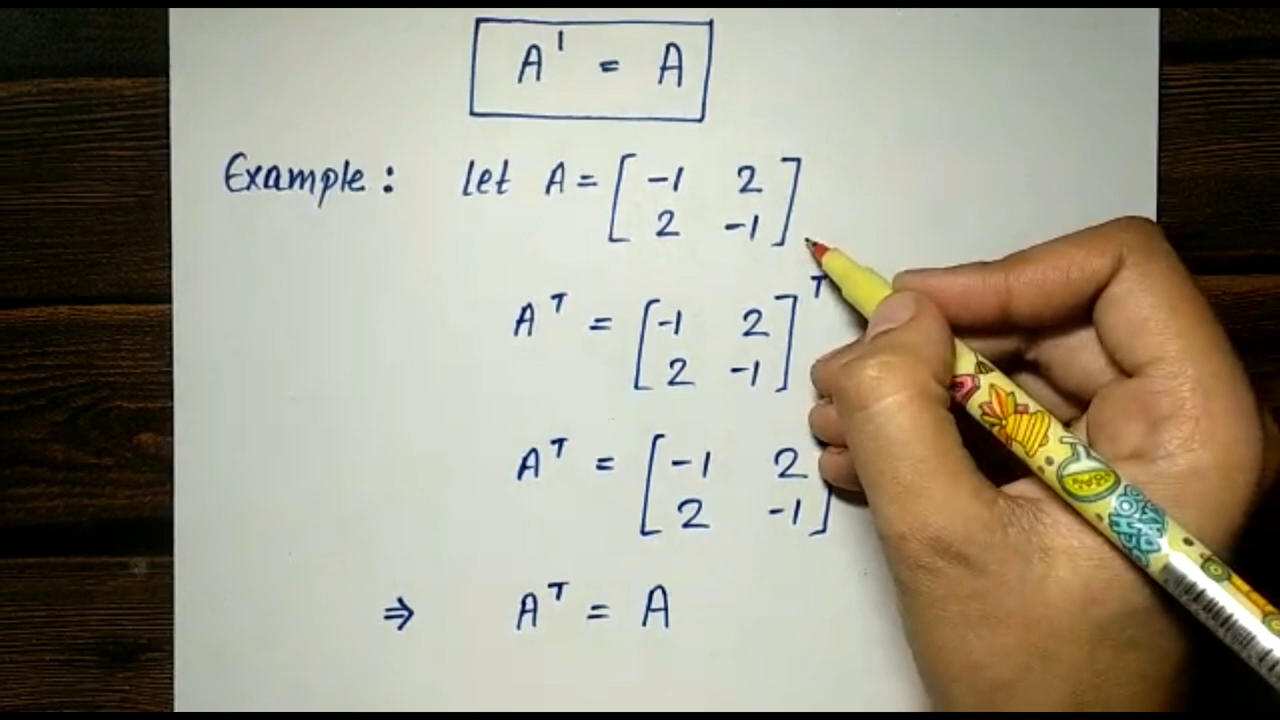 A' = A
Example : let A = [ -1 2
2 -1 ]
A^T = [ -1 2
2 -1 ]^T
A^T = [ -1 2
2 -1 ]
⇒ A^T = A